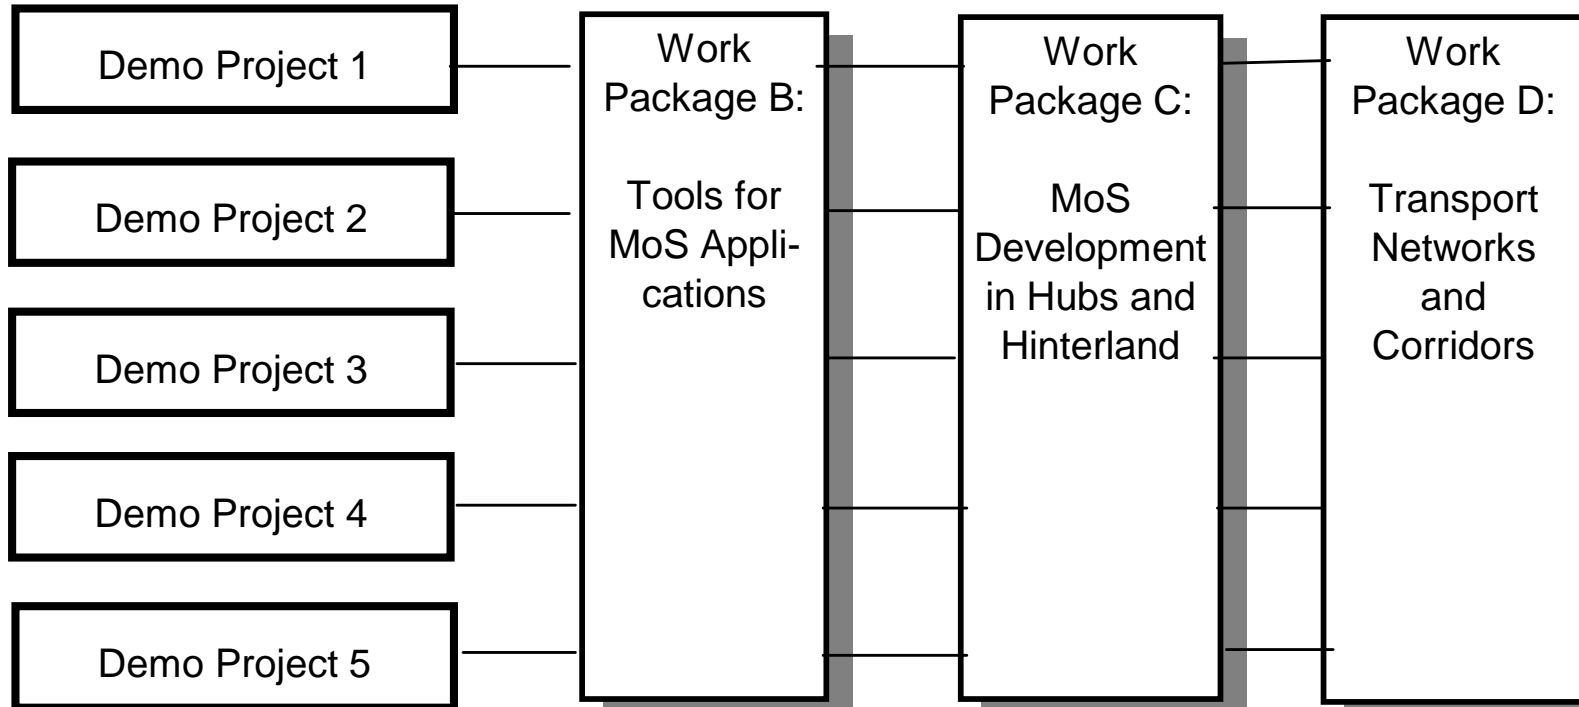 Demo Project 1
Demo Project 2
Demo Project 3
Demo Project 4
Demo Project 5
Work
Package B:
Tools for
MoS Appli-
cations
Work
Package C:
MoS
Development
in Hubs and
Hinterland
Work
Package D:
Transport
Networks
and
Corridors